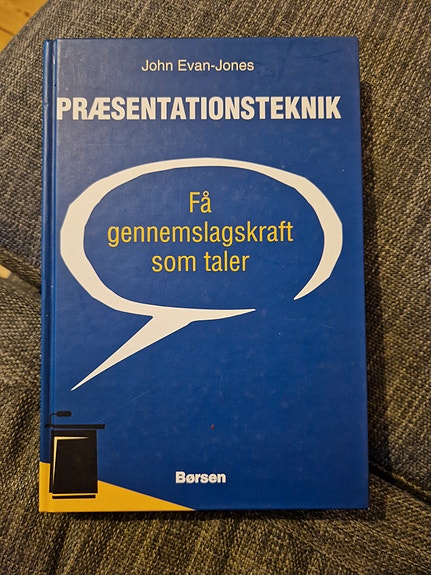 John Evan-Jones
PRÆSENTATIONSTEKNIK
Få
gennemslagskraft
som taler
Børsen